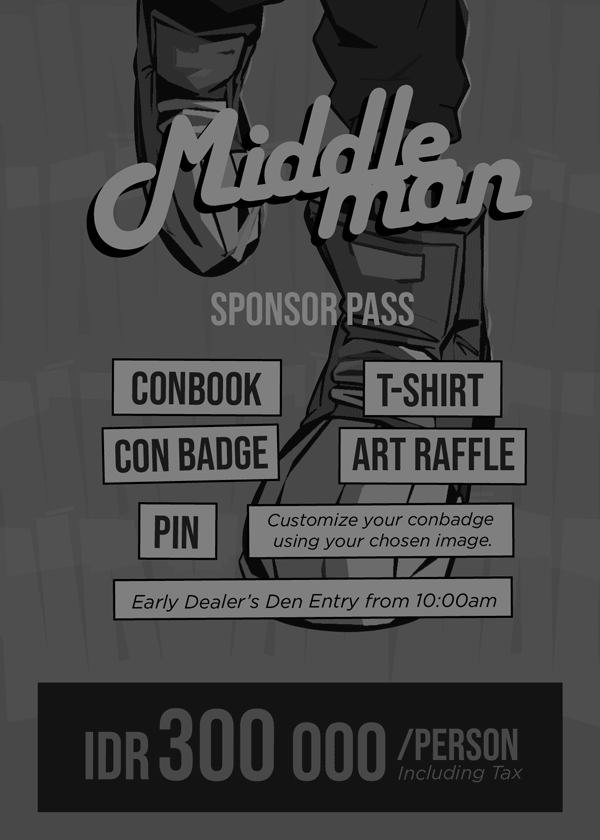 Middle
man
SPONSOR PASS
CONBOOK
T-SHIRT
CON BADGE
ART RAFFLE
PIN
Customize your conbadge
using your chosen image.
Early Dealer's Den Entry from 10:00am
IDR 300 000 /PERSON
Including Tax